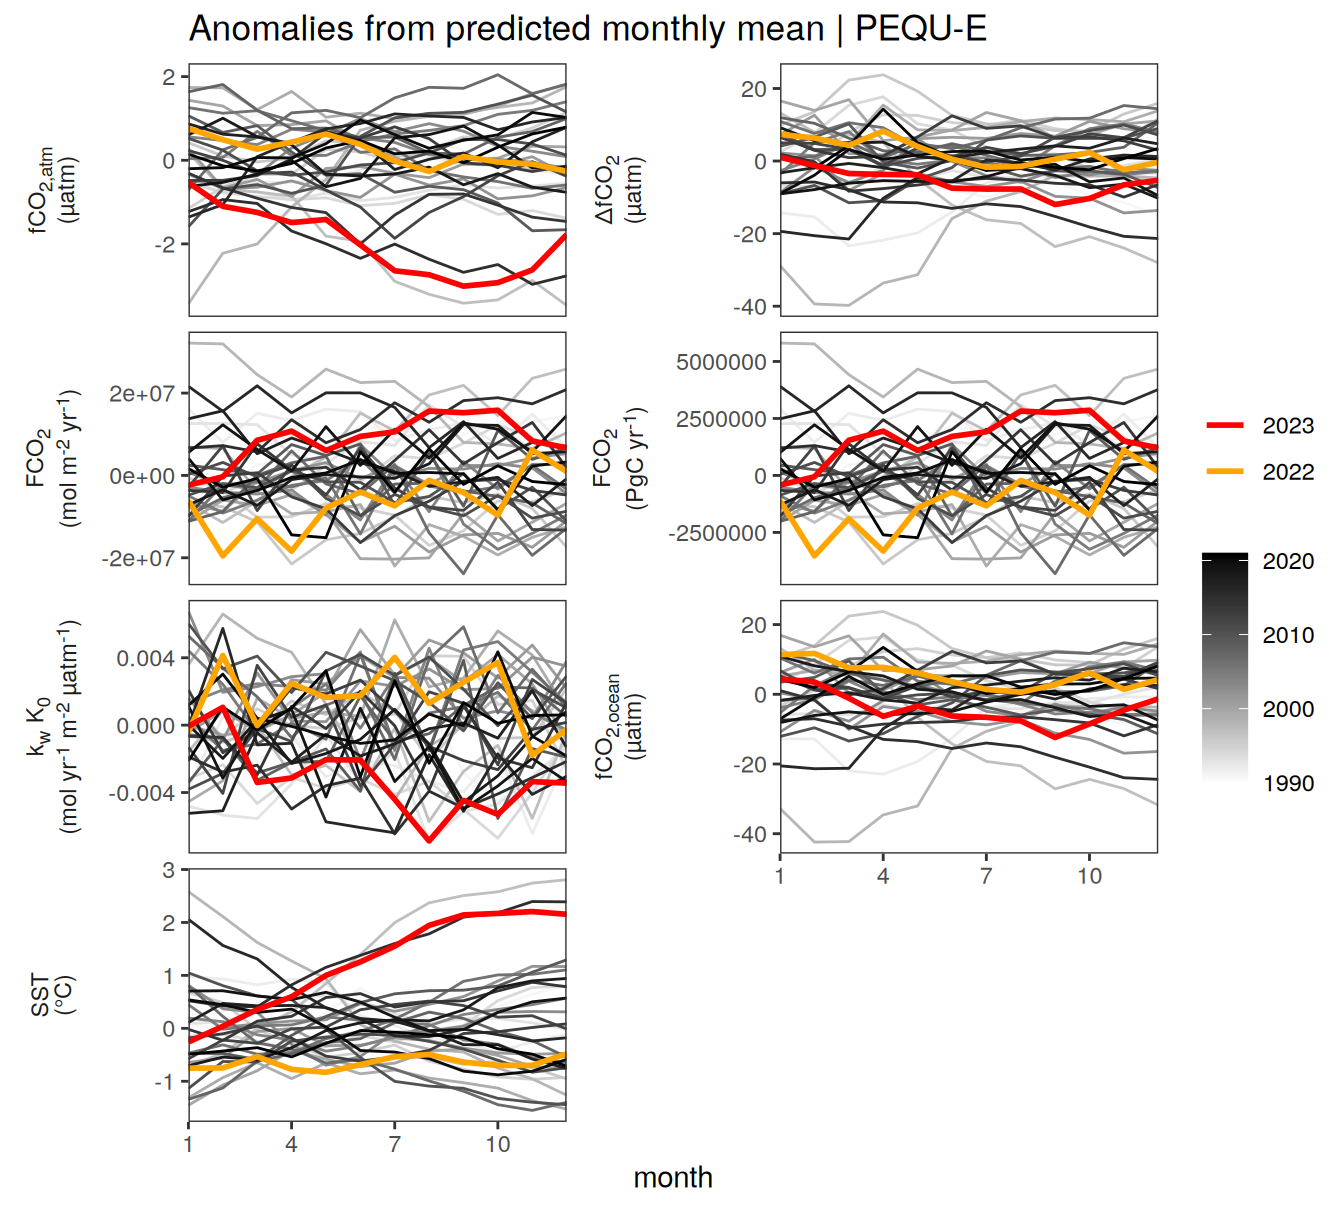 Anomalies from predicted monthly mean | PEQU-E
fCO2,atm
(µatm)
2
1
0
-2
ΔfCO2
(µatm)
20
0
-20
-40
FCO2
(mol m-2 yr-1)
2e+07
0e+00
-2e+07
FCO2
(PgC yr-1)
5000000
2500000
0
-2500000
kw K0
(mol yr-1 m-2 µatm-1)
0.004
0.000
-0.004
fCO2,ocean
(µatm)
20
0
-20
-40
1 4 7 10
SST
(°C)
3
2
1
0
-1
1 4 7 10
month
2023
2022
2020
2010
2000
1990